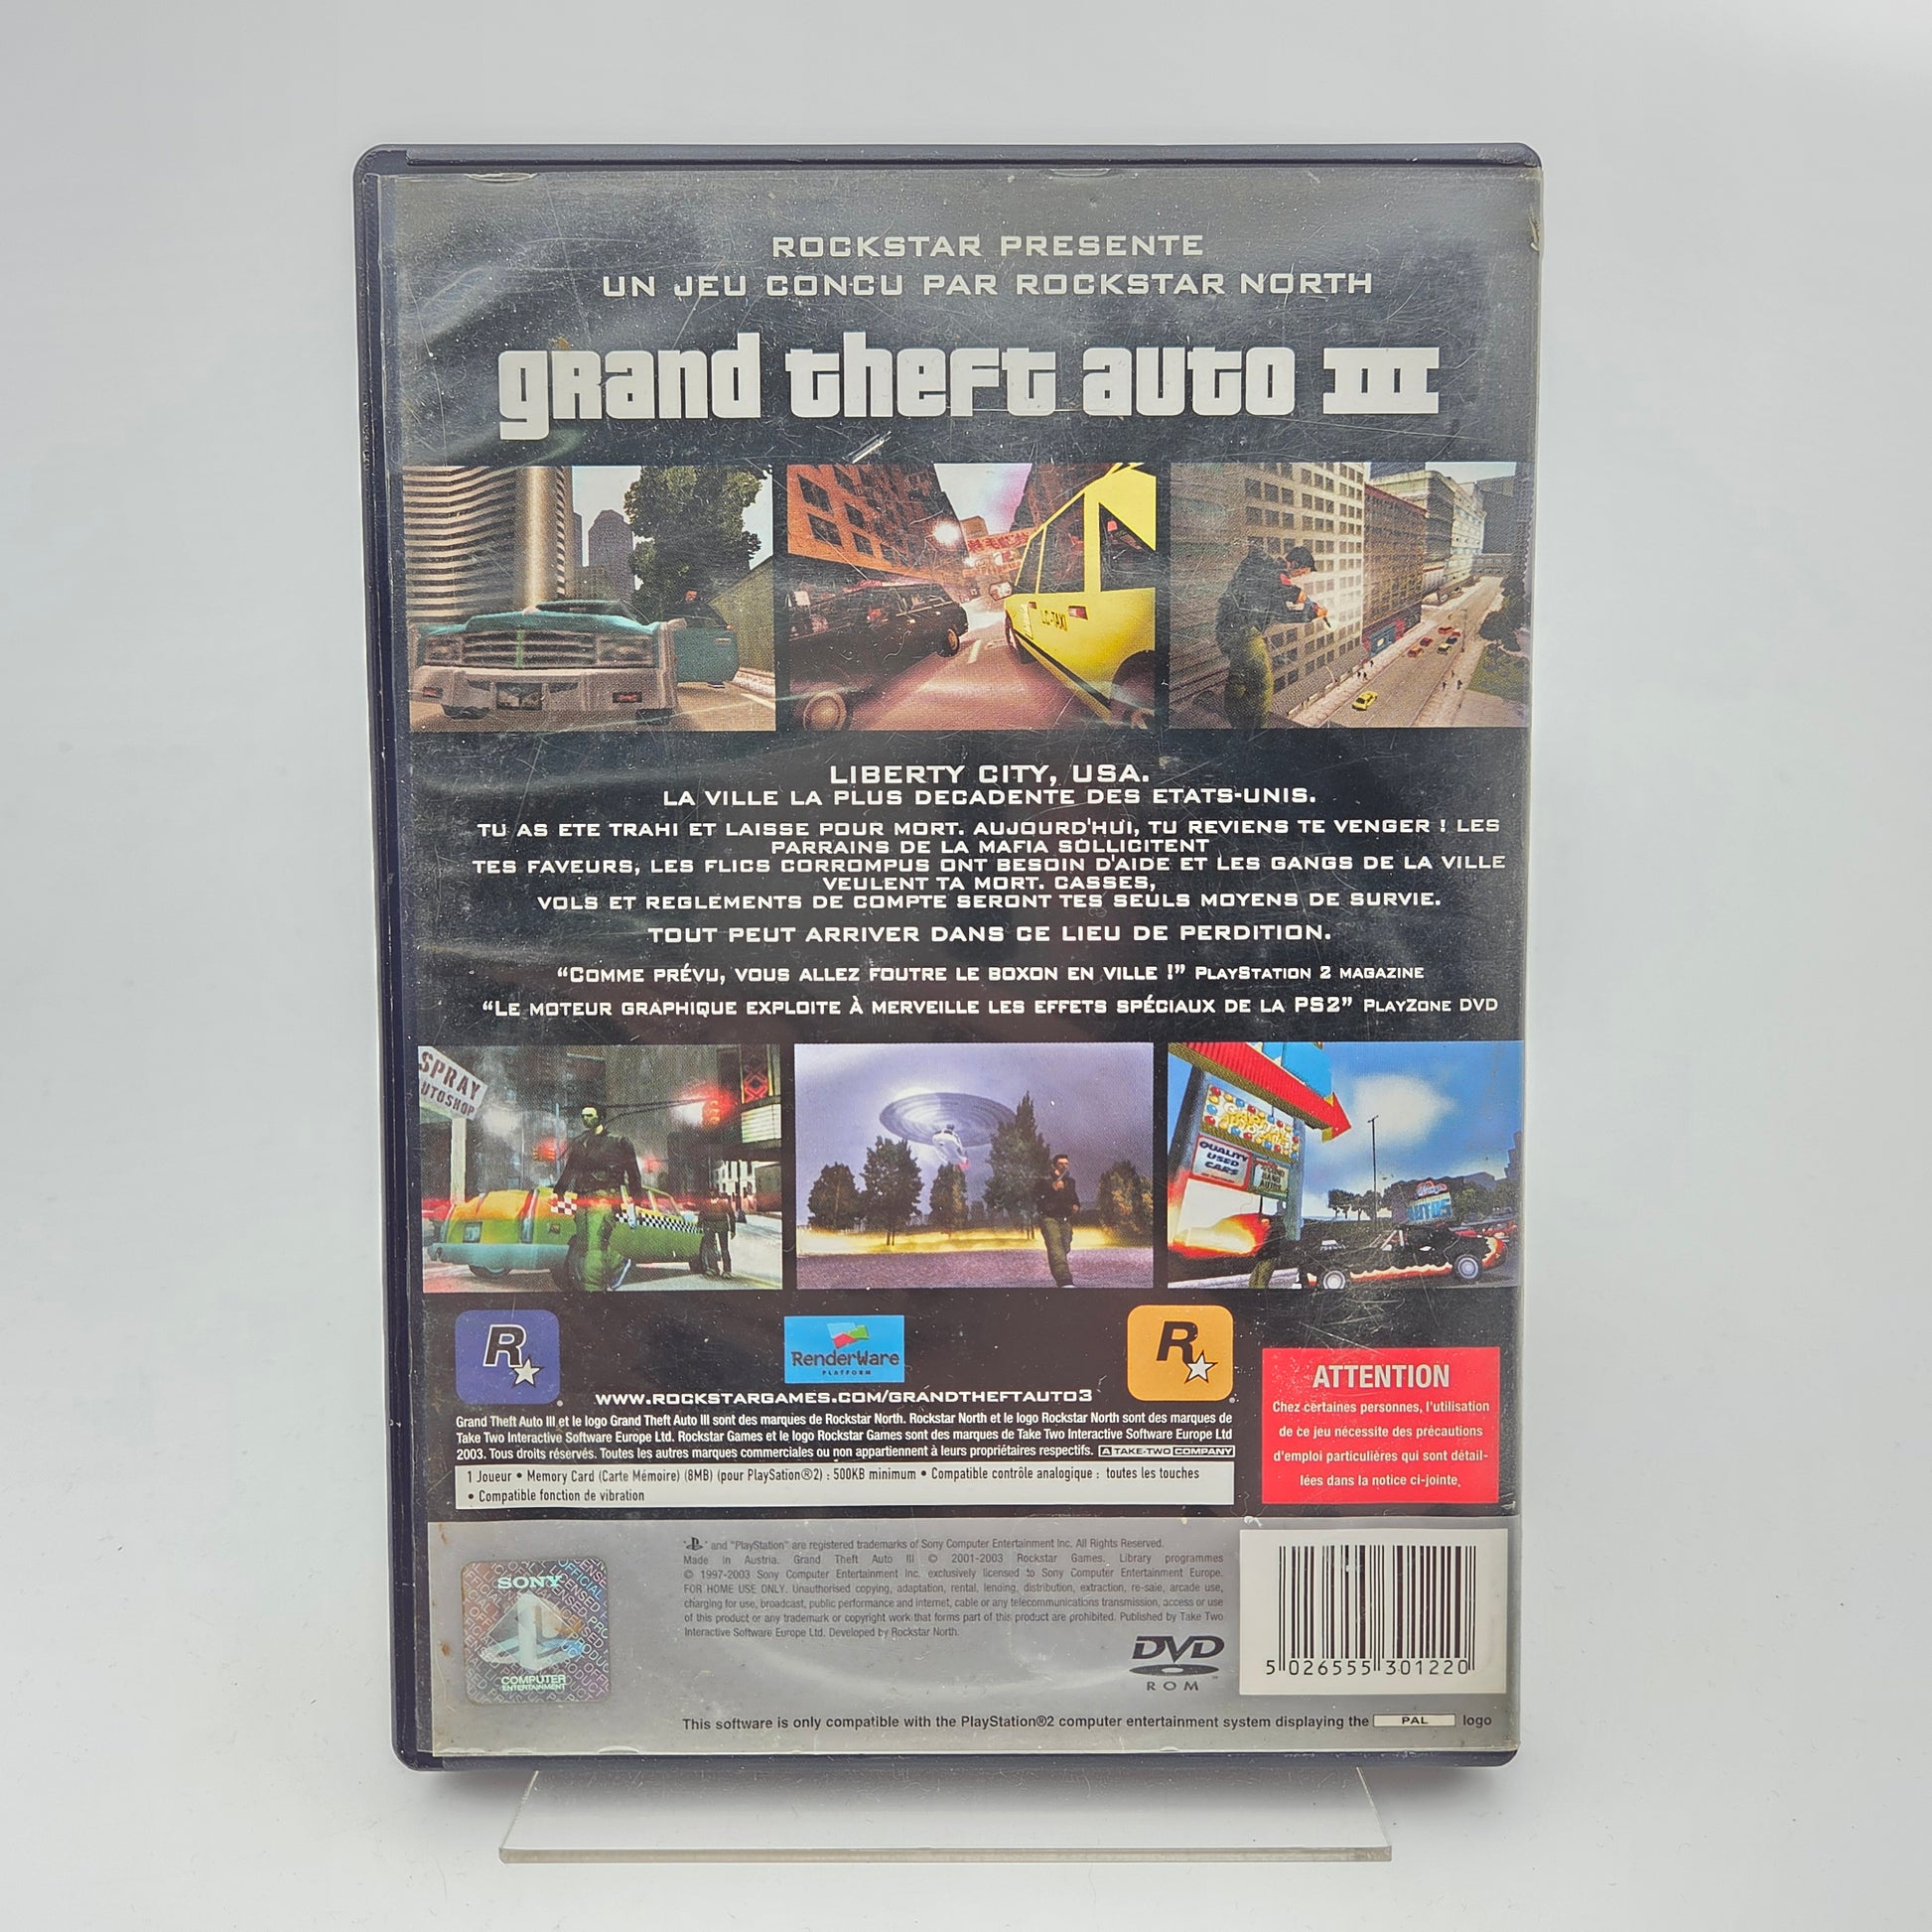 ROCKSTAR PRESENTE
UN JEU CONCU PAR ROCKSTAR NORTH
grand theft auto III
LC-TAXI
LIBERTY CITY, USA.
LA VILLE LA PLUS DECADENTE DES ETATS-UNIS.
TU AS ETE TRAHI ET LAISSE POUR MORT. AUJOURD'HUI, TU REVIENS TE VENGER ! LES
PARRAINS DE LA MAFIA SOLLICITENT
TES FAVEURS, LES FLICS CORROMPUS ONT BESOIN D'AIDE ET LES GANGS DE LA VILLE
VEULENT TA MORT. CASSES,
VOLS ET REGLEMENTS DE COMPTE SERONT TES SEULS MOYENS DE SURVIE.
TOUT PEUT ARRIVER DANS CE LIEU DE PERDITION.
“COMME PRÉVU, VOUS ALLEZ FOUTRE LE BOXON EN VILLE !” PLAYSTATION 2 MAGAZINE
“LE MOTEUR GRAPHIQUE EXPLOITE À MERVEILLE LES EFFETS SPÉCIAUX DE LA PS2” PLAYZONE DVD
SPRAY
AUTOSHOP
QUALITY
USED
CARS
AUTOS
R
RenderWare
PLATFORM
R
WWW.ROCKSTARGAMES.COM/GRANDTHEFTAUTO3
Grand Theft Auto III et le logo Grand Theft Auto III sont des marques de Rockstar North. Rockstar North et le logo Rockstar North sont des marques de
Take Two Interactive Software Europe Ltd. Rockstar Games et le logo Rockstar Games sont des marques de Take Two Interactive Software Europe Ltd
2003. Tous droits réservés. Toutes les autres marques commerciales ou non appartiennent à leurs propriétaires respectifs. A TAKE-TWO COMPANY
1 Joueur • Memory Card (Carte Mémoire) (8MB) (pour PlayStation®2) : 500KB minimum • Compatible contrôle analogique : toutes les touches
• Compatible fonction de vibration
ATTENTION
Chez certaines personnes, l'utilisation
de ce jeu nécessite des précautions
d'emploi particulières qui sont détail-
lées dans la notice ci-jointe.
SONY
COMPUTER
ENTERTAINMENT
" " and "PlayStation" are registered trademarks of Sony Computer Entertainment Inc. All Rights Reserved.
Made in Austria. Grand Theft Auto III © 2001-2003 Rockstar Games. Library programmes
© 1997-2003 Sony Computer Entertainment Inc. exclusively licensed to Sony Computer Entertainment Europe.
FOR HOME USE ONLY. Unauthorised copying, adaptation, rental, lending, distribution, extraction, re-sale, arcade use,
charging for use, broadcast, public performance and internet, cable or any telecommunications transmission, access or use
of this product or any trademark or copyright work that forms part of this product are prohibited. Published by Take Two
Interactive Software Europe Ltd. Developed by Rockstar North.
DVD
ROM
5 026555 301220
This software is only compatible with the PlayStation®2 computer entertainment system displaying the PAL logo